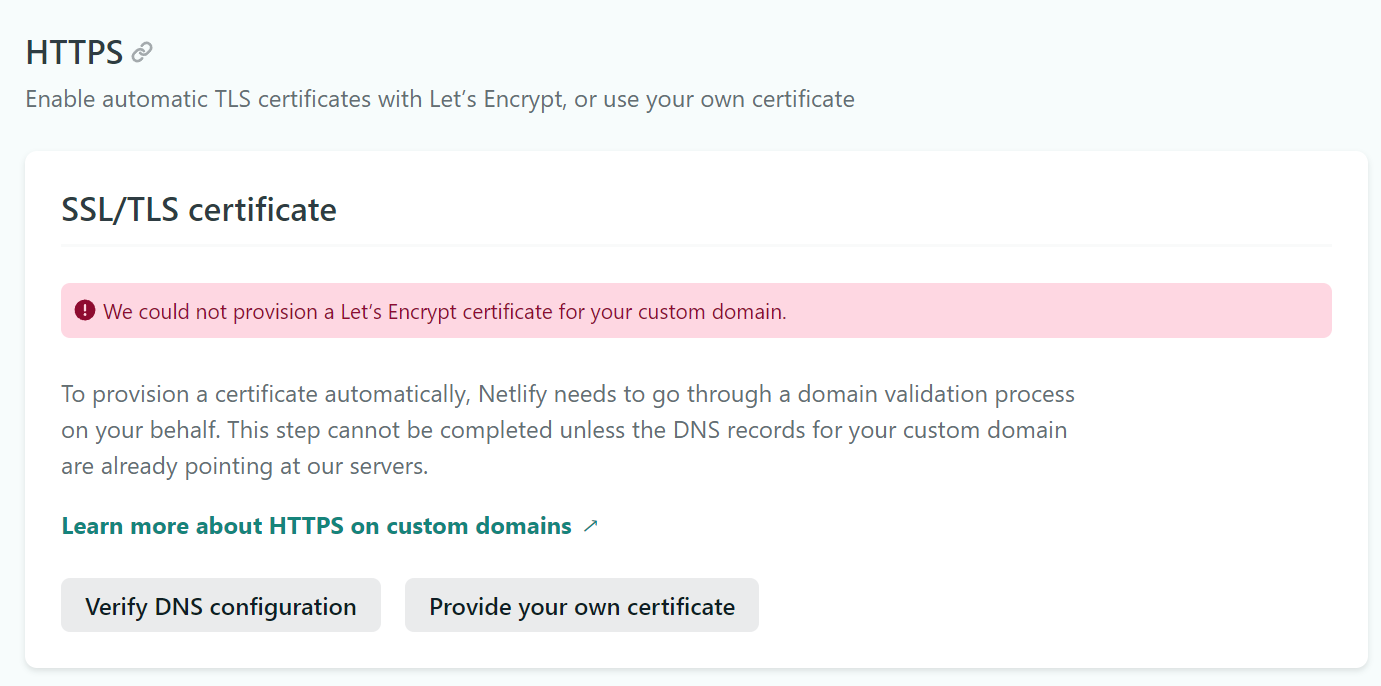 HTTPS
Enable automatic TLS certificates with Let’s Encrypt, or use your own certificate
SSL/TLS certificate
We could not provision a Let’s Encrypt certificate for your custom domain.
To provision a certificate automatically, Netlify needs to go through a domain validation process
on your behalf. This step cannot be completed unless the DNS records for your custom domain
are already pointing at our servers.
Learn more about HTTPS on custom domains ↗
Verify DNS configuration
Provide your own certificate